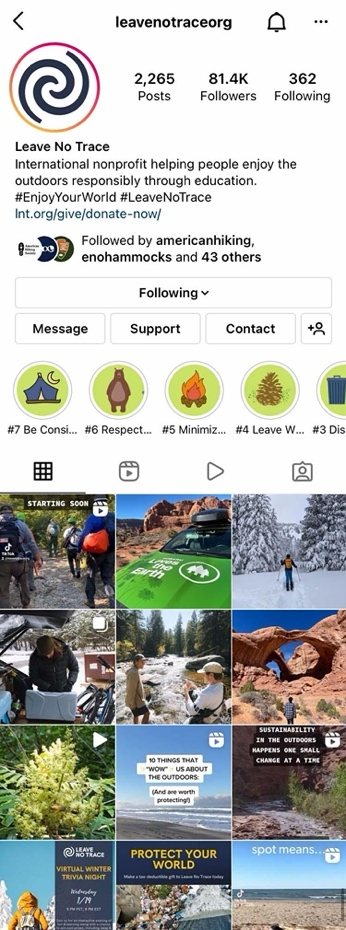 leavenotraceorg
2,265 81.4K 362
Posts Followers Following
Leave No Trace
International nonprofit helping people enjoy the
outdoors responsibly through education.
#EnjoyYourWorld #LeaveNoTrace
lnt.org/give/donate-now/
Followed by americanhiking,
enohammocks and 43 others
Following
Message Support Contact
#7 Be Consi... #6 Respect... #5 Minimiz... #4 Leave W... #3 Dis
STARTING SOON
TikTok
Loves
the
Earth
10 THINGS THAT
"WOW" US ABOUT
THE OUTDOORS:
(And are worth
protecting!)
SUSTAINABILITY
IN THE OUTDOORS
HAPPENS ONE SMALL
CHANGE AT A TIME
LEAVE
NO TRACE
VIRTUAL WINTER
TRIVIA NIGHT
Wednesday
1/19
PROTECT YOUR
WORLD
Make a tax deductible gift to Leave No Trace today
spot means...